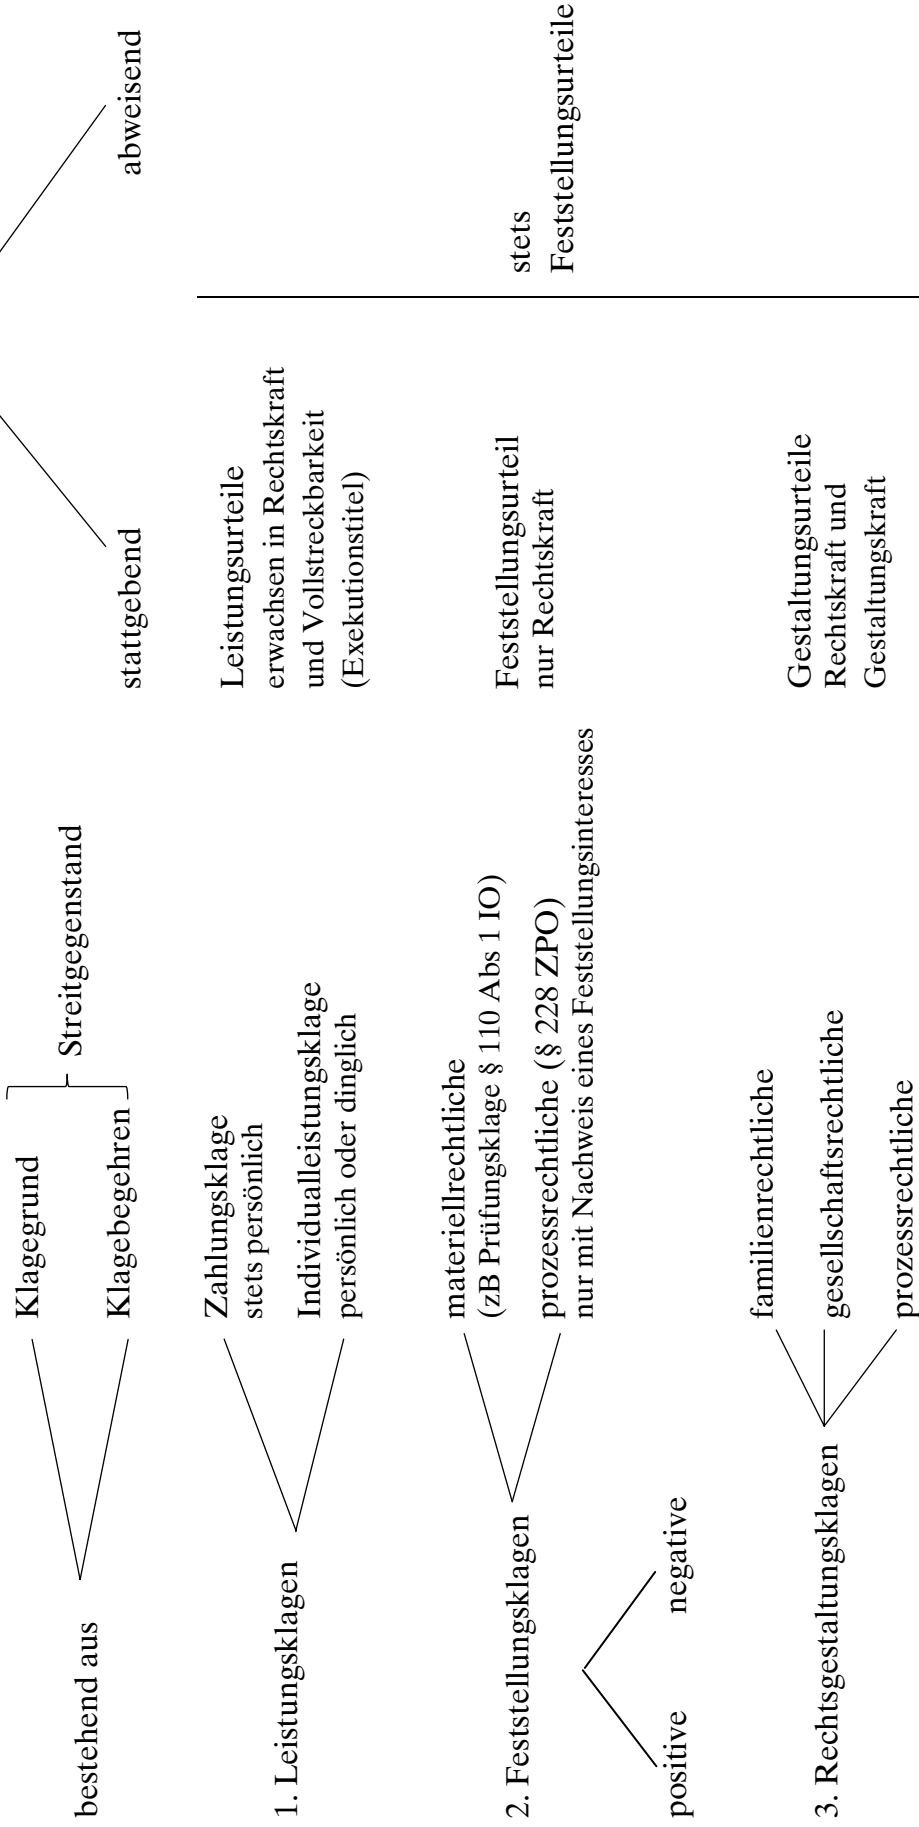 bestehend aus
Klagegrund
Klagebegehren
Streitgegenstand
stattgebend
abweisend
1. Leistungsklagen
Zahlungsklage
stets persönlich
Individualleistungsklage
persönlich oder dinglich
Leistungsurteile
erwachsen in Rechtskraft
und Vollstreckbarkeit
(Exekutionstitel)
2. Feststellungsklagen
positive
negative
materiellrechtliche
(zB Prüfungsklage § 110 Abs 1 IO)
prozessrechtliche (§ 228 ZPO)
nur mit Nachweis eines Feststellungsinteresses
Feststellungsurteil
nur Rechtskraft
stets
Feststellungsurteile
3. Rechtsgestaltungsklagen
familienrechtliche
gesellschaftsrechtliche
prozessrechtliche
Gestaltungsurteile
Rechtskraft und
Gestaltungskraft